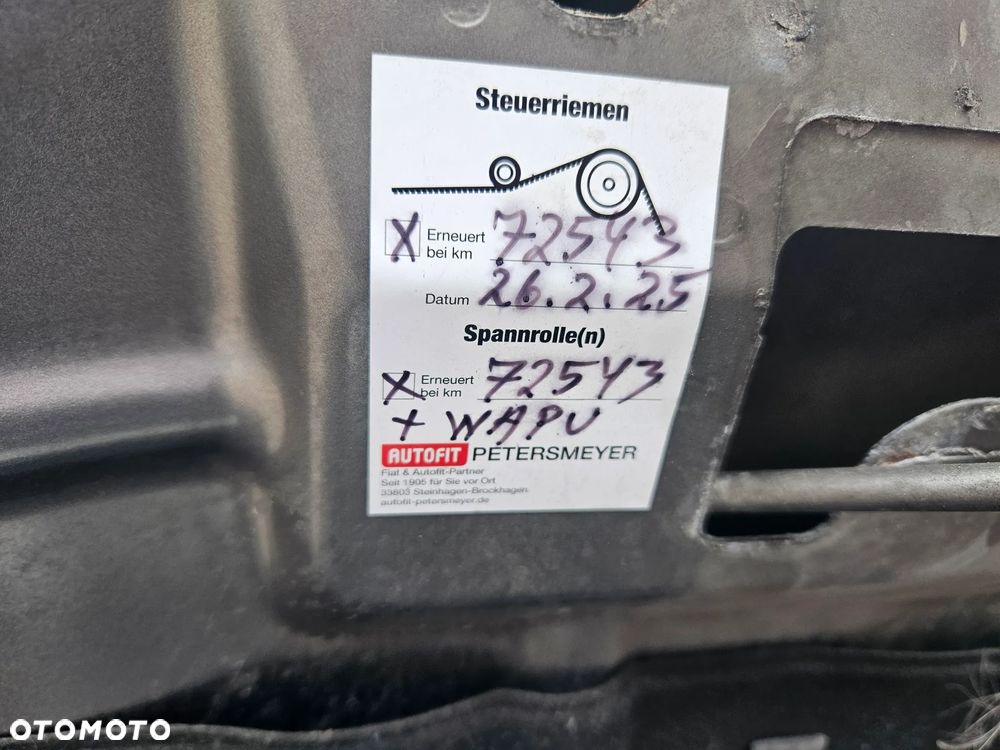 Steuerriemen
X Erneuert bei km 72543
Datum 26.2.25
Spannrolle(n)
X Erneuert bei km 72543
+ WAPU
AUTOFIT PETERSMEYER
Fiat & Autofit-Partner
Seit 1905 für Sie vor Ort
33803 Steinhagen-Brockhagen
autofit-petersmeyer.de
OTOMOTO